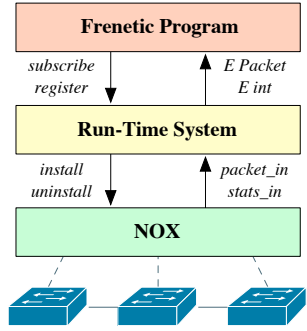 Frenetic Program
subscribe
register
E Packet
E int
Run-Time System
install
uninstall
packet_in
stats_in
NOX